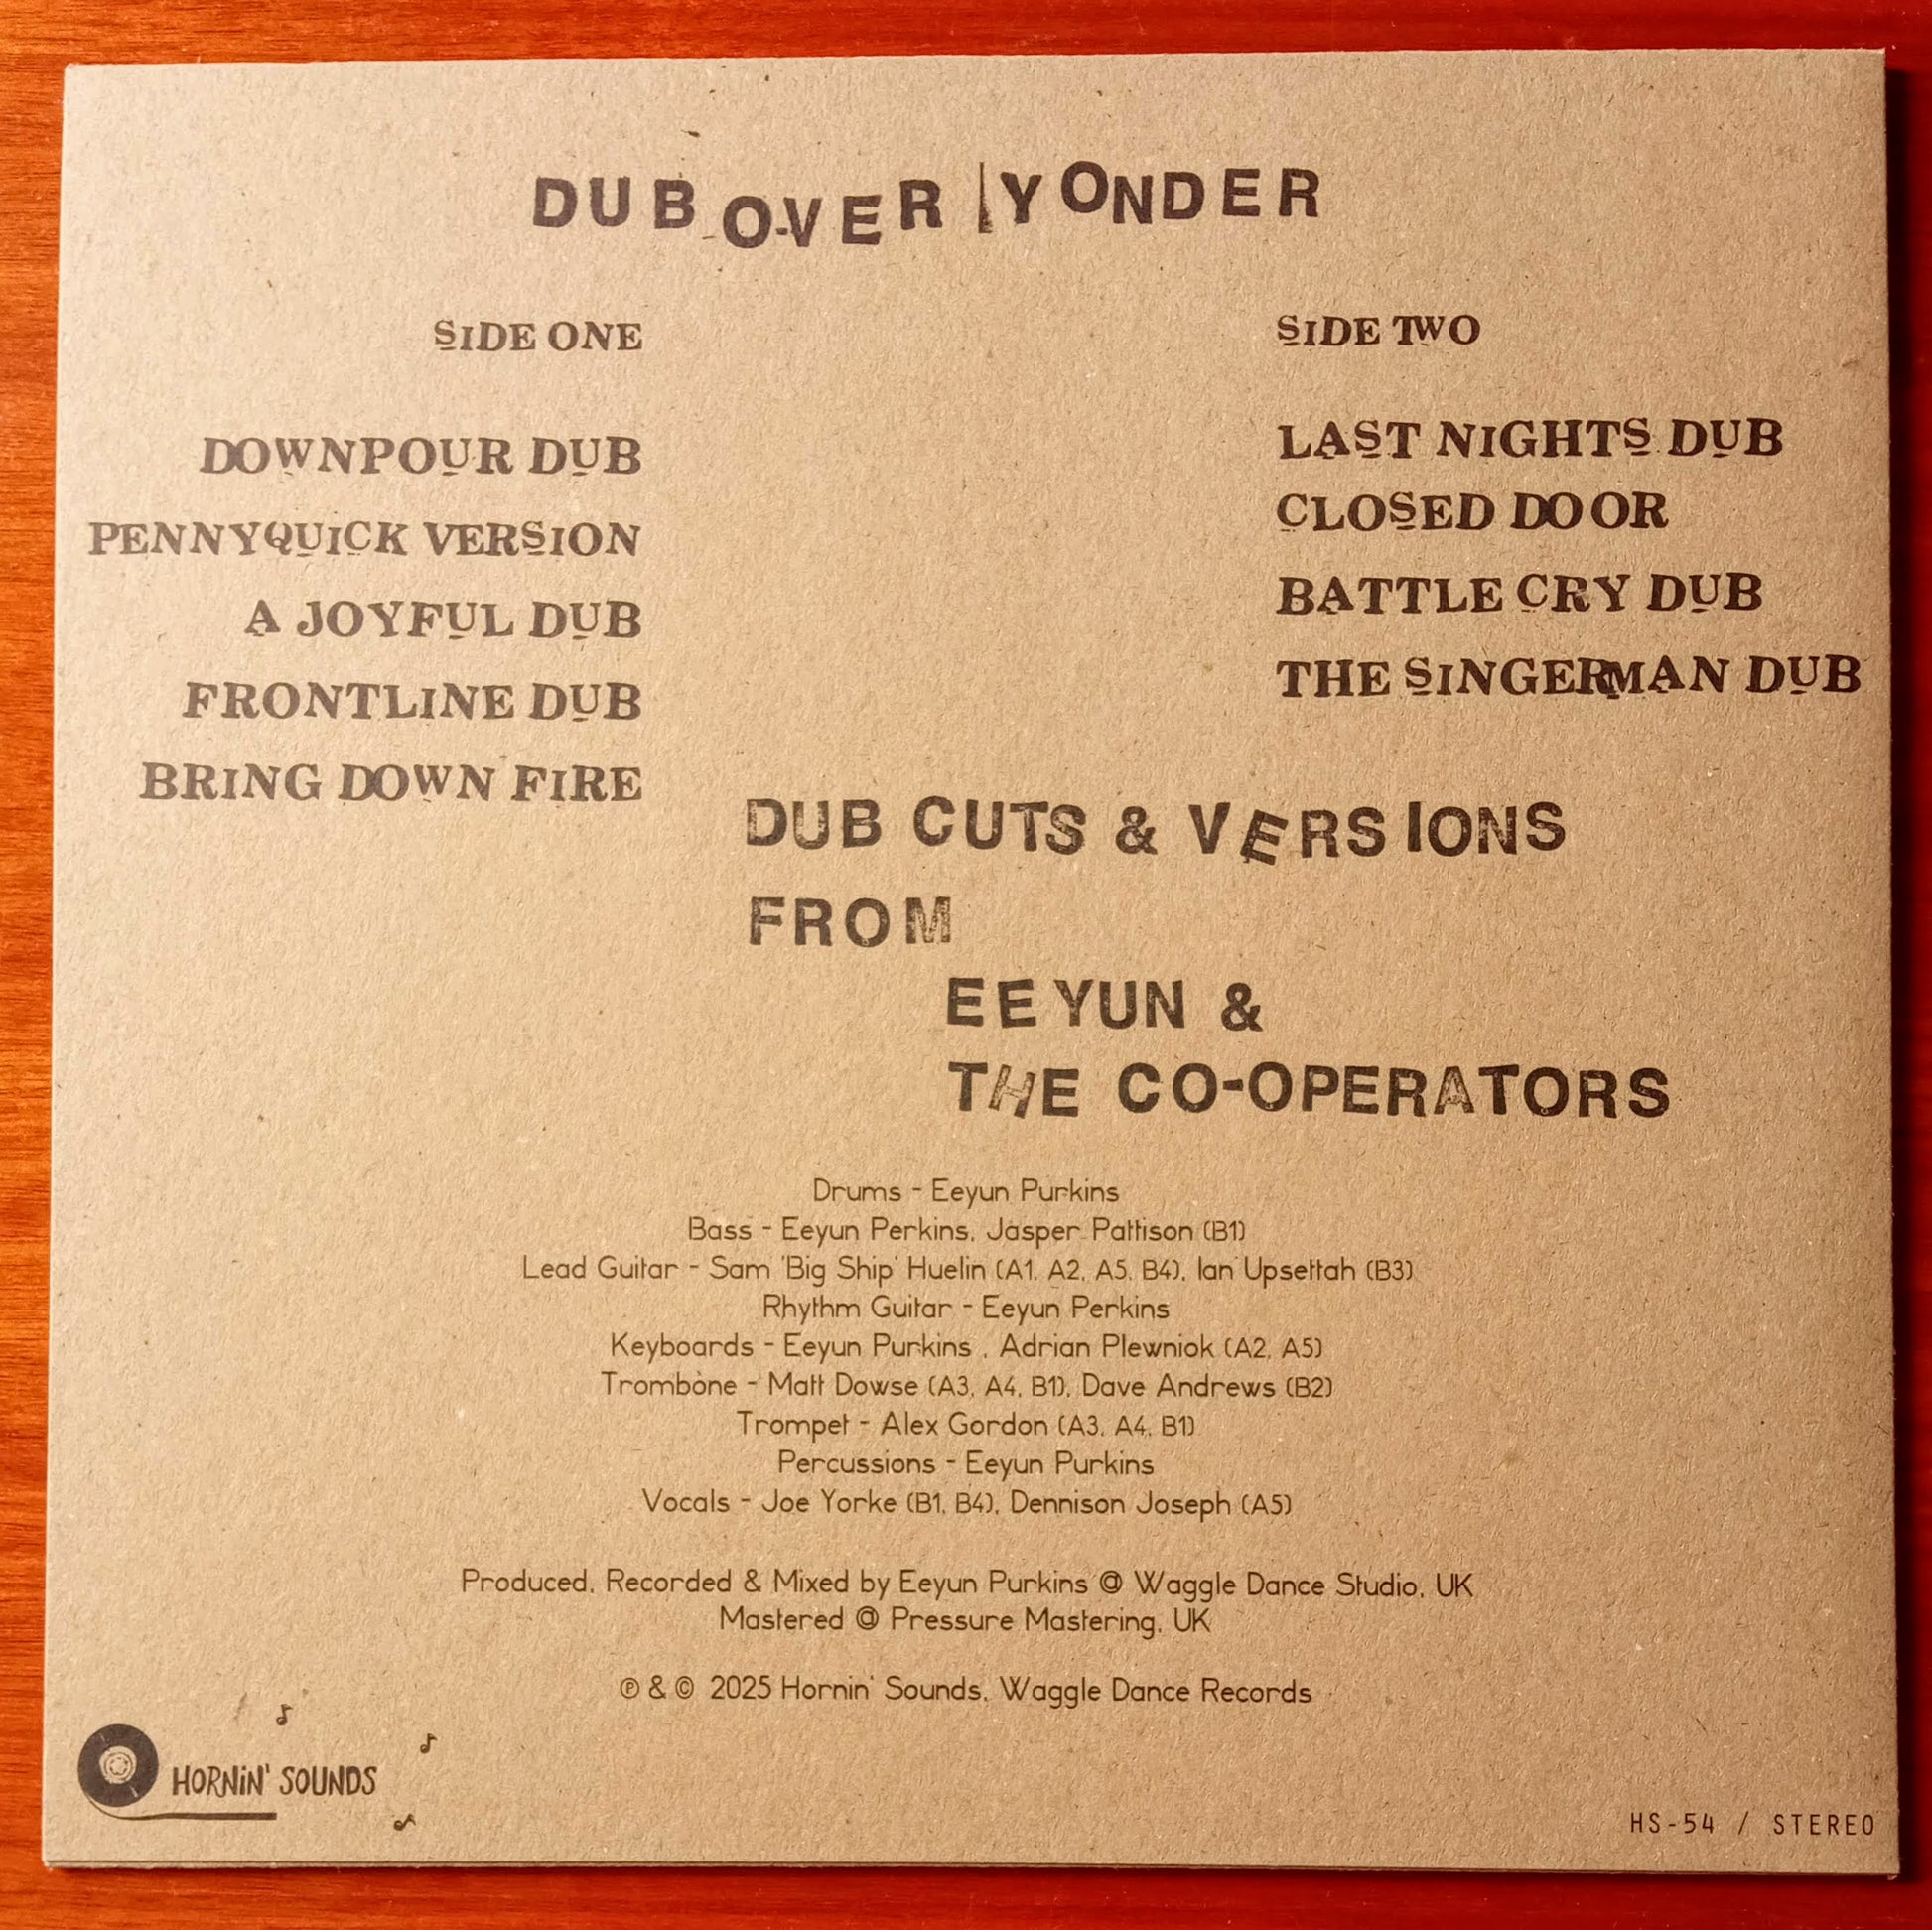 DUB OVER YONDER
SIDE ONE
DOWNPOUR DUB
PENNYQUICK VERSION
A JOYFUL DUB
FRONTLINE DUB
BRING DOWN FIRE
SIDE TWO
LAST NIGHTS DUB
CLOSED DOOR
BATTLE CRY DUB
THE SINGERMAN DUB
DUB CUTS & VERSIONS
FROM
EEYUN &
THE CO-OPERATORS
Drums - Eeyun Purkins
Bass - Eeyun Perkins, Jasper Pattison (B1)
Lead Guitar - Sam 'Big Ship' Huelin (A1, A2, A5, B4), Ian Upsettah (B3)
Rhythm Guitar - Eeyun Perkins
Keyboards - Eeyun Purkins , Adrian Plewniok (A2, A5)
Trombone - Matt Dowse (A3, A4, B1), Dave Andrews (B2)
Trompet - Alex Gordon (A3, A4, B1)
Percussions - Eeyun Purkins
Vocals - Joe Yorke (B1, B4), Dennison Joseph (A5)
Produced, Recorded & Mixed by Eeyun Purkins @ Waggle Dance Studio, UK
Mastered @ Pressure Mastering, UK
℗ & © 2025 Hornin' Sounds, Waggle Dance Records
HORNiN' SOUNDS
HS-54 / STEREO